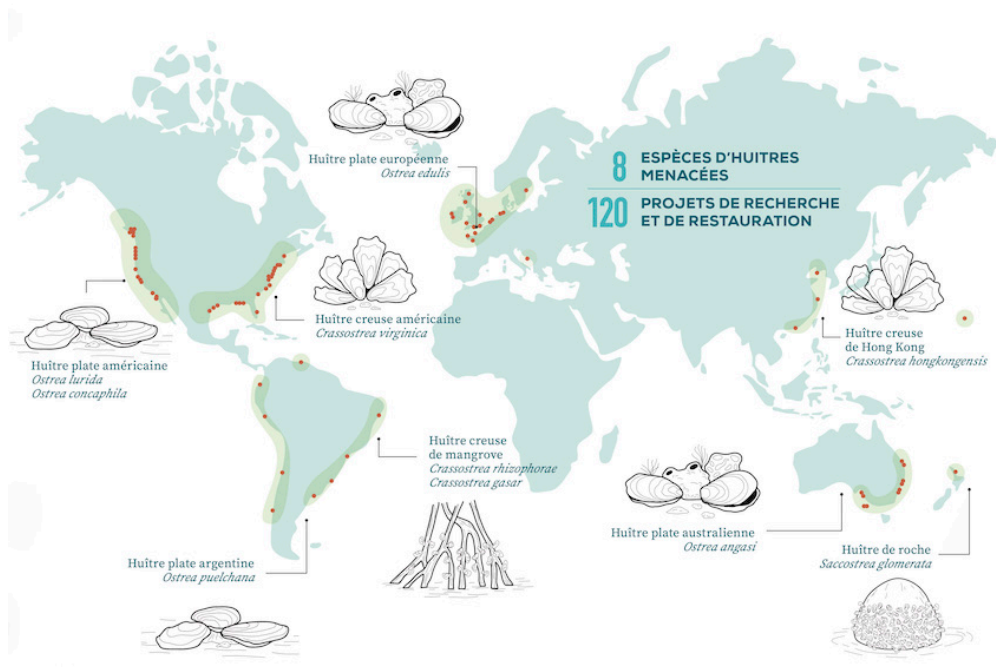 Huître plate européenne
Ostrea edulis
8 ESPÈCES D'HUITRES
MENACÉES
120 PROJETS DE RECHERCHE
ET DE RESTAURATION
Huître creuse américaine
Crassostrea virginica
Huître creuse
de Hong Kong
Crassostrea hongkongensis
Huître plate américaine
Ostrea lurida
Ostrea concaphila
Huître creuse
de mangrove
Crassostrea rhizophorae
Crassostrea gasar
Huître plate australienne
Ostrea angasi
Huître de roche
Saccostrea glomerata
Huître plate argentine
Ostrea puelchana